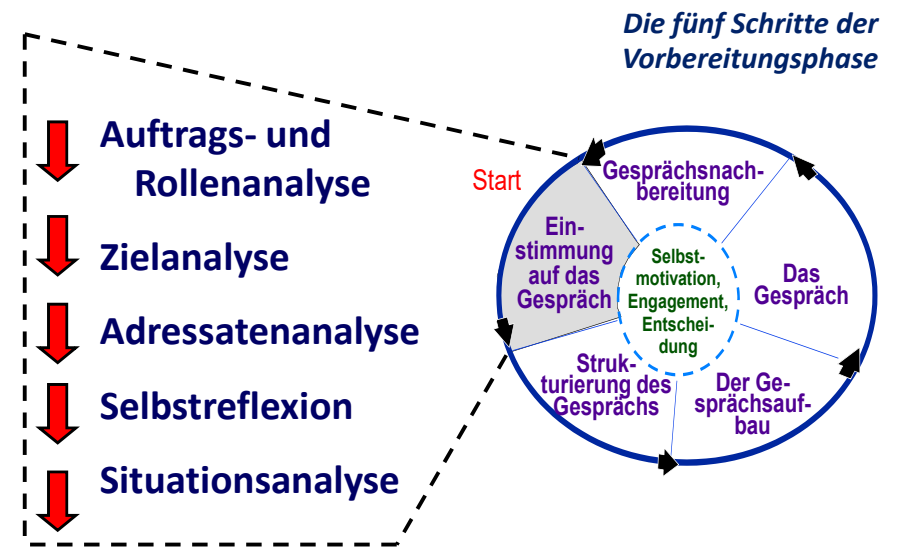 Die fünf Schritte der
Vorbereitungsphase
Auftrags- und
Rollenanalyse
Zielanalyse
Adressatenanalyse
Selbstreflexion
Situationsanalyse
Start
Gesprächsnach-
bereitung
Ein-
stimmung
auf das
Gespräch
Selbst-
motivation,
Engagement,
Entschei-
dung
Das
Gespräch
Struk-
turierung des
Gesprächs
Der Ge-
sprächsauf-
bau